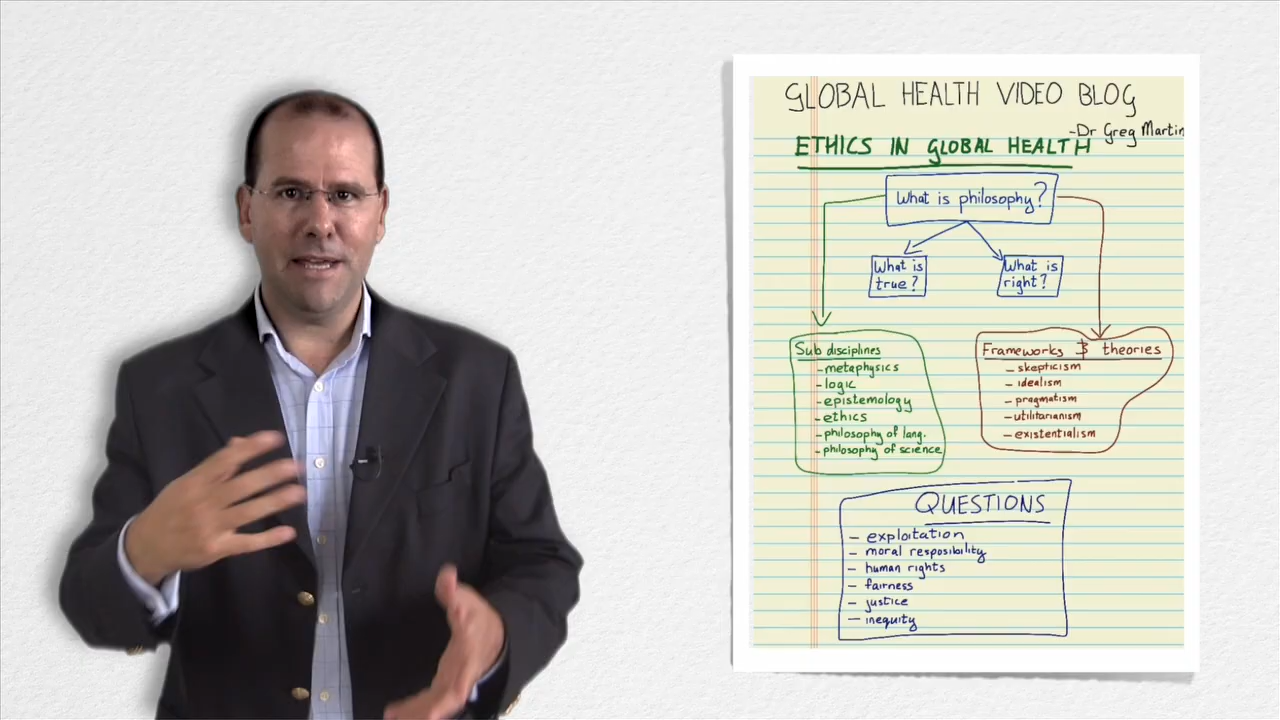 GLOBAL HEALTH VIDEO BLOG
-Dr Greg Martin
ETHICS IN GLOBAL HEALTH
What is philosophy?
What is
true?
What is
right?
Sub disciplines
-metaphysics
-logic
-epistemology
-ethics
-philosophy of lang.
-philosophy of science
Frameworks & theories
- skepticism
- idealism
- pragmatism
- utilitarianism
- existentialism
QUESTIONS
- exploitation
- moral resposibility
- human rights
- fairness
- justice
- inequity